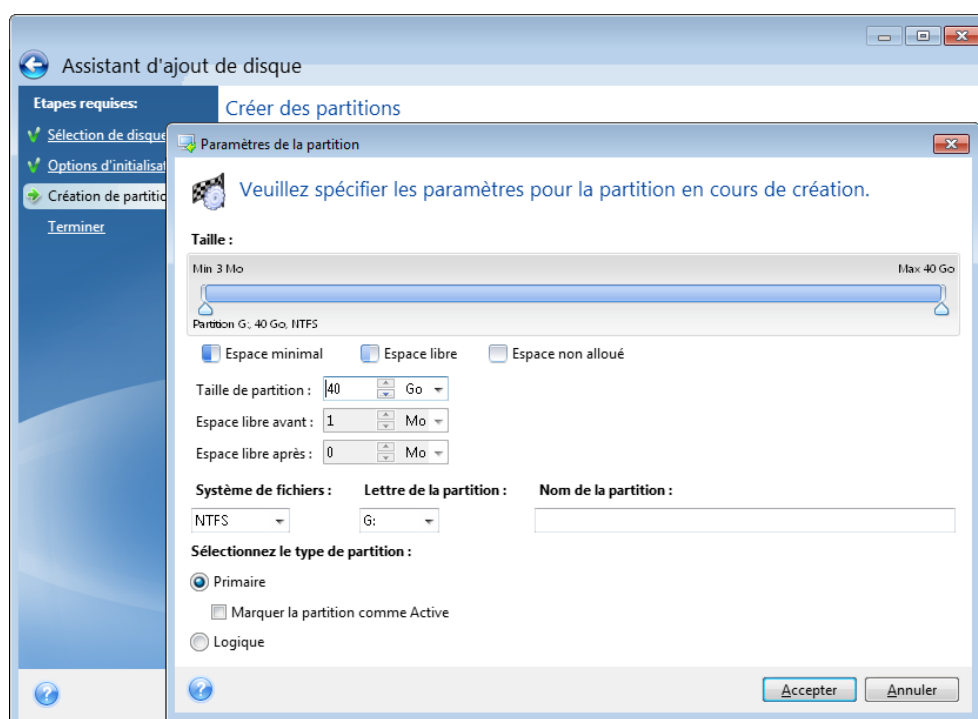 Assistant d'ajout de disque
Etapes requises:
Sélection de disque
Options d'initialisat
Création de partitio
Terminer
Créer des partitions
Paramètres de la partition
Veuillez spécifier les paramètres pour la partition en cours de création.
Taille :
Min 3 Mo Max 40 Go
Partition G:, 40 Go, NTFS
Espace minimal Espace libre Espace non alloué
Taille de partition : 40 Go
Espace libre avant : 1 Mo
Espace libre après : 0 Mo
Système de fichiers : Lettre de la partition : Nom de la partition :
NTFS G:
Sélectionnez le type de partition :
Primaire
Marquer la partition comme Active
Logique
Accepter Annuler